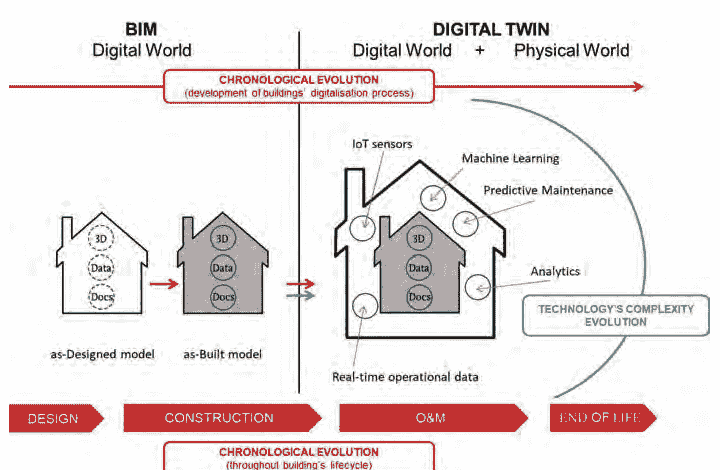 BIM
Digital World
DIGITAL TWIN
Digital World + Physical World
CHRONOLOGICAL EVOLUTION
(development of buildings' digitalisation process)
IoT sensors
Machine Learning
Predictive Maintenance
3D
Data
Docs
3D
Data
Docs
3D
Data
Docs
Analytics
TECHNOLOGY'S COMPLEXITY
EVOLUTION
as-Designed model
as-Built model
Real-time operational data
DESIGN
CONSTRUCTION
O&M
END OF LIFE
CHRONOLOGICAL EVOLUTION
(throughout building's lifecycle)